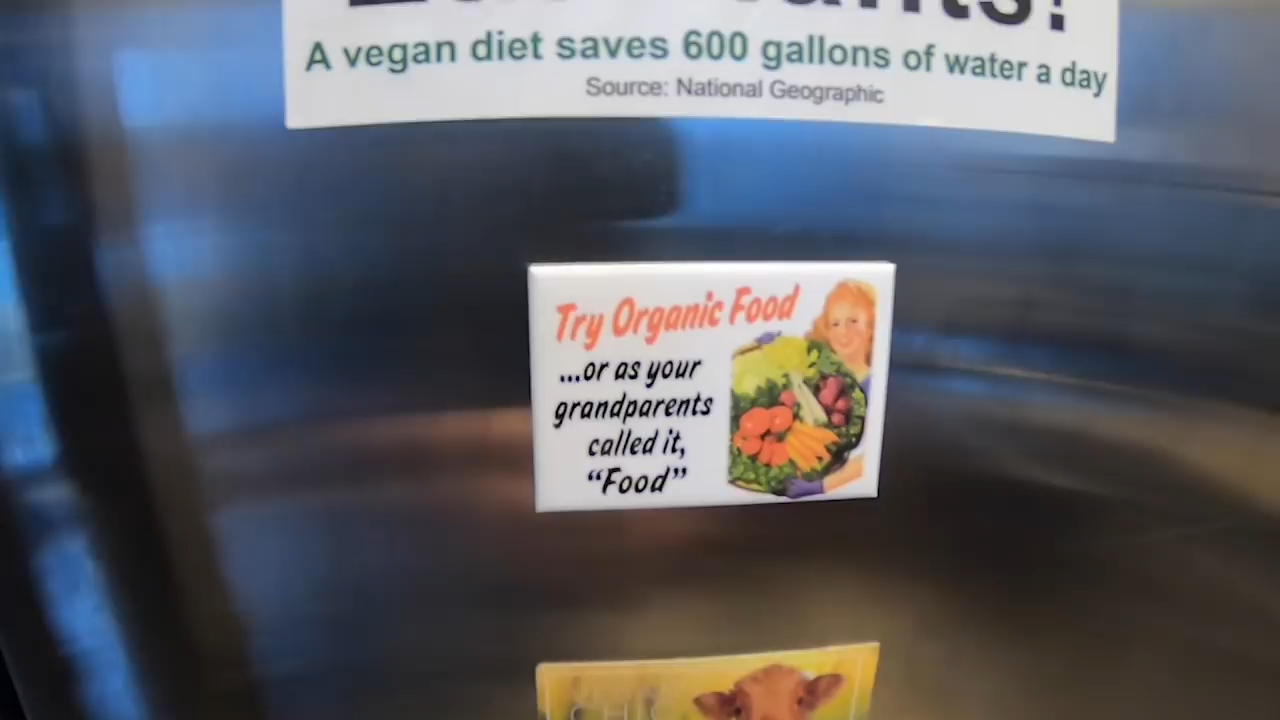 A vegan diet saves 600 gallons of water a day
Source: National Geographic
Try Organic Food
...or as your
grandparents
called it,
“Food”